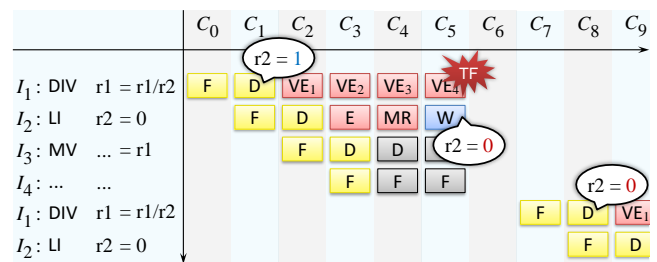 C0 C1 C2 C3 C4 C5 C6 C7 C8 C9
r2 = 1
TF
I1: DIV r1 = r1/r2 F D VE1 VE2 VE3 VE4
I2: LI r2 = 0 F D E MR W
r2 = 0
I3: MV ... = r1 F D D
I4: ... ... F F F
r2 = 0
I1: DIV r1 = r1/r2 F D VE1
I2: LI r2 = 0 F D